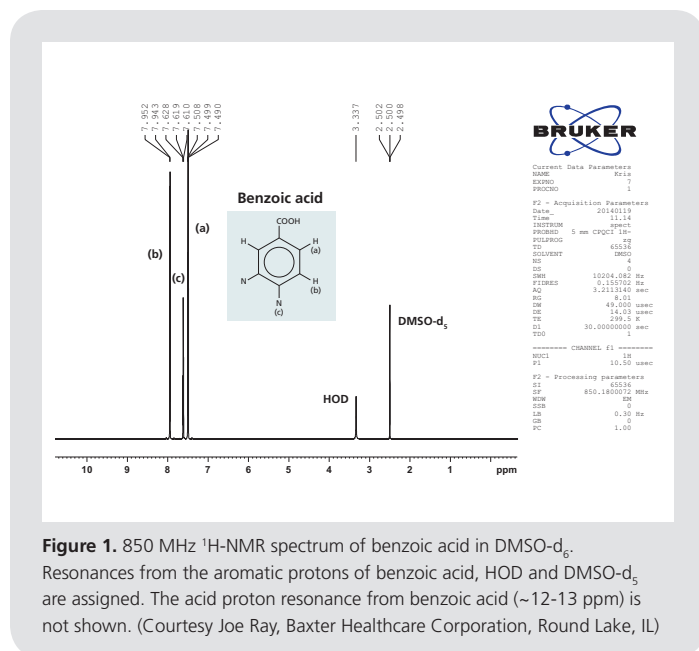 7.952
7.943
7.628
7.619
7.610
7.508
7.499
7.490
3.337
2.502
2.500
2.498
BRUKER
Current Data Parameters
NAME Kris
EXPNO 7
PROCNO 1
F2 - Acquisition Parameters
Date_ 20140119
Time 11.14
INSTRUM spect
PROBHD 5 mm CPQCI 1H-
PULPROG zg
TD 65536
SOLVENT DMSO
NS 4
DS 0
SWH 10204.082 Hz
FIDRES 0.155702 Hz
AQ 3.2113140 sec
RG 8.01
DW 49.000 usec
DE 14.03 usec
TE 299.5 K
D1 30.00000000 sec
TD0 1
======== CHANNEL f1 ========
NUC1 1H
P1 10.50 usec
F2 - Processing parameters
SI 65536
SF 850.1800072 MHz
WDW EM
SSB 0
LB 0.30 Hz
GB 0
PC 1.00
Benzoic acid
COOH
H H
(a)
N H
(b)
N
(c)
(a)
(b)
(c)
DMSO-d5
HOD
10 9 8 7 6 5 4 3 2 1 ppm
Figure 1. 850 MHz ¹H-NMR spectrum of benzoic acid in DMSO-d₆.
Resonances from the aromatic protons of benzoic acid, HOD and DMSO-d₅
are assigned. The acid proton resonance from benzoic acid (~12-13 ppm) is
not shown. (Courtesy Joe Ray, Baxter Healthcare Corporation, Round Lake, IL)